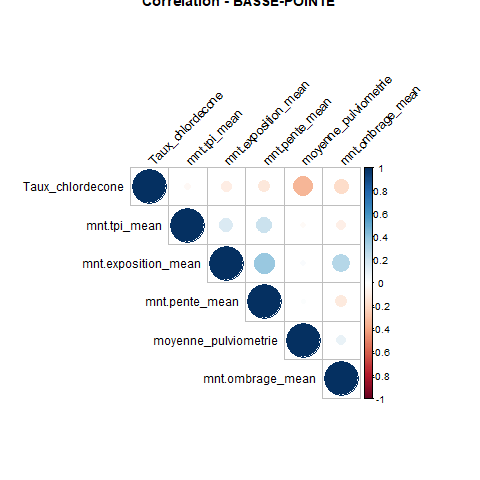 Correlation - BASSE-POINTE
Taux_chlordecone
mnt.tpi_mean
mnt.exposition_mean
mnt.pente_mean
moyenne_pulviometrie
mnt.ombrage_mean
Taux_chlordecone
mnt.tpi_mean
mnt.exposition_mean
mnt.pente_mean
moyenne_pulviometrie
mnt.ombrage_mean
1
0.8
0.6
0.4
0.2
0
-0.2
-0.4
-0.6
-0.8
-1